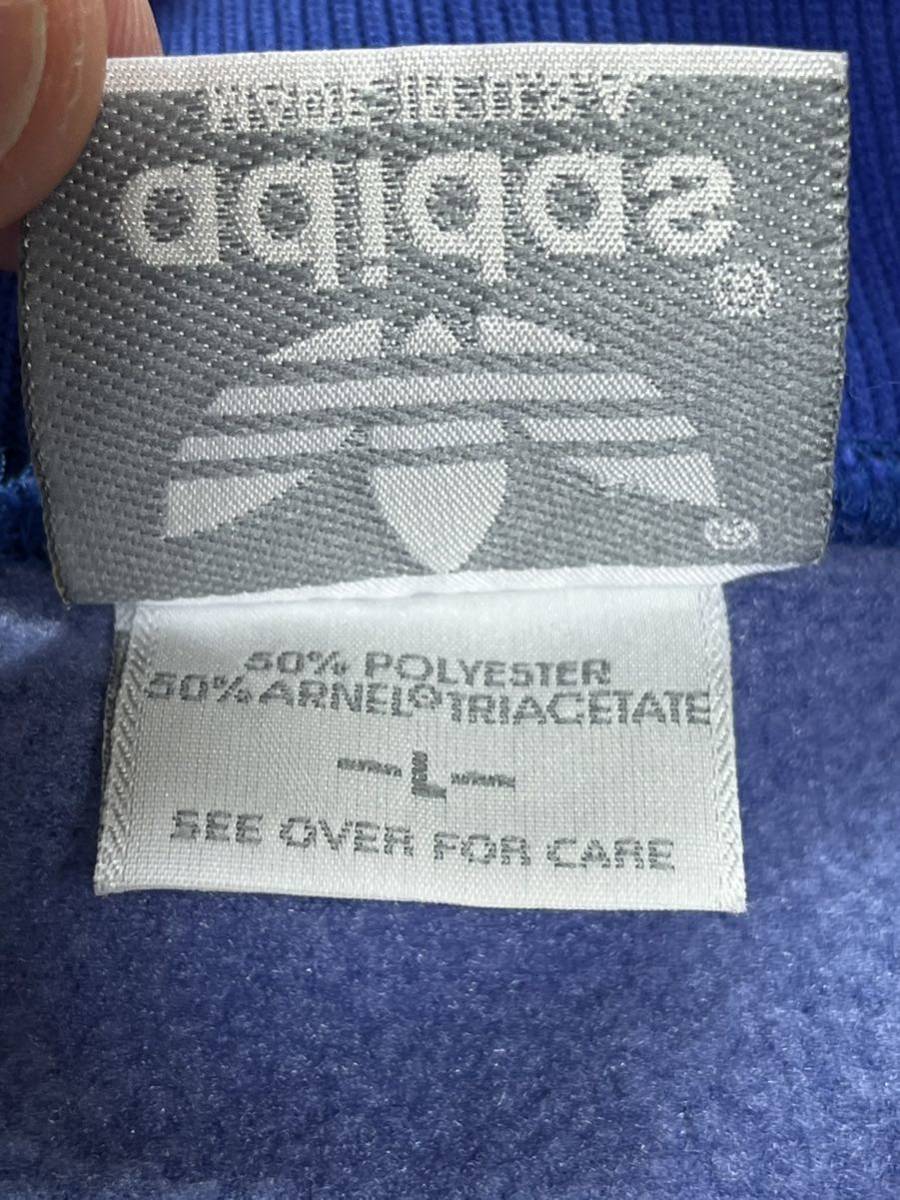 adidas®
®
50% POLYESTER
50% ARNEL® TRIACETATE
—L—
SEE OVER FOR CARE